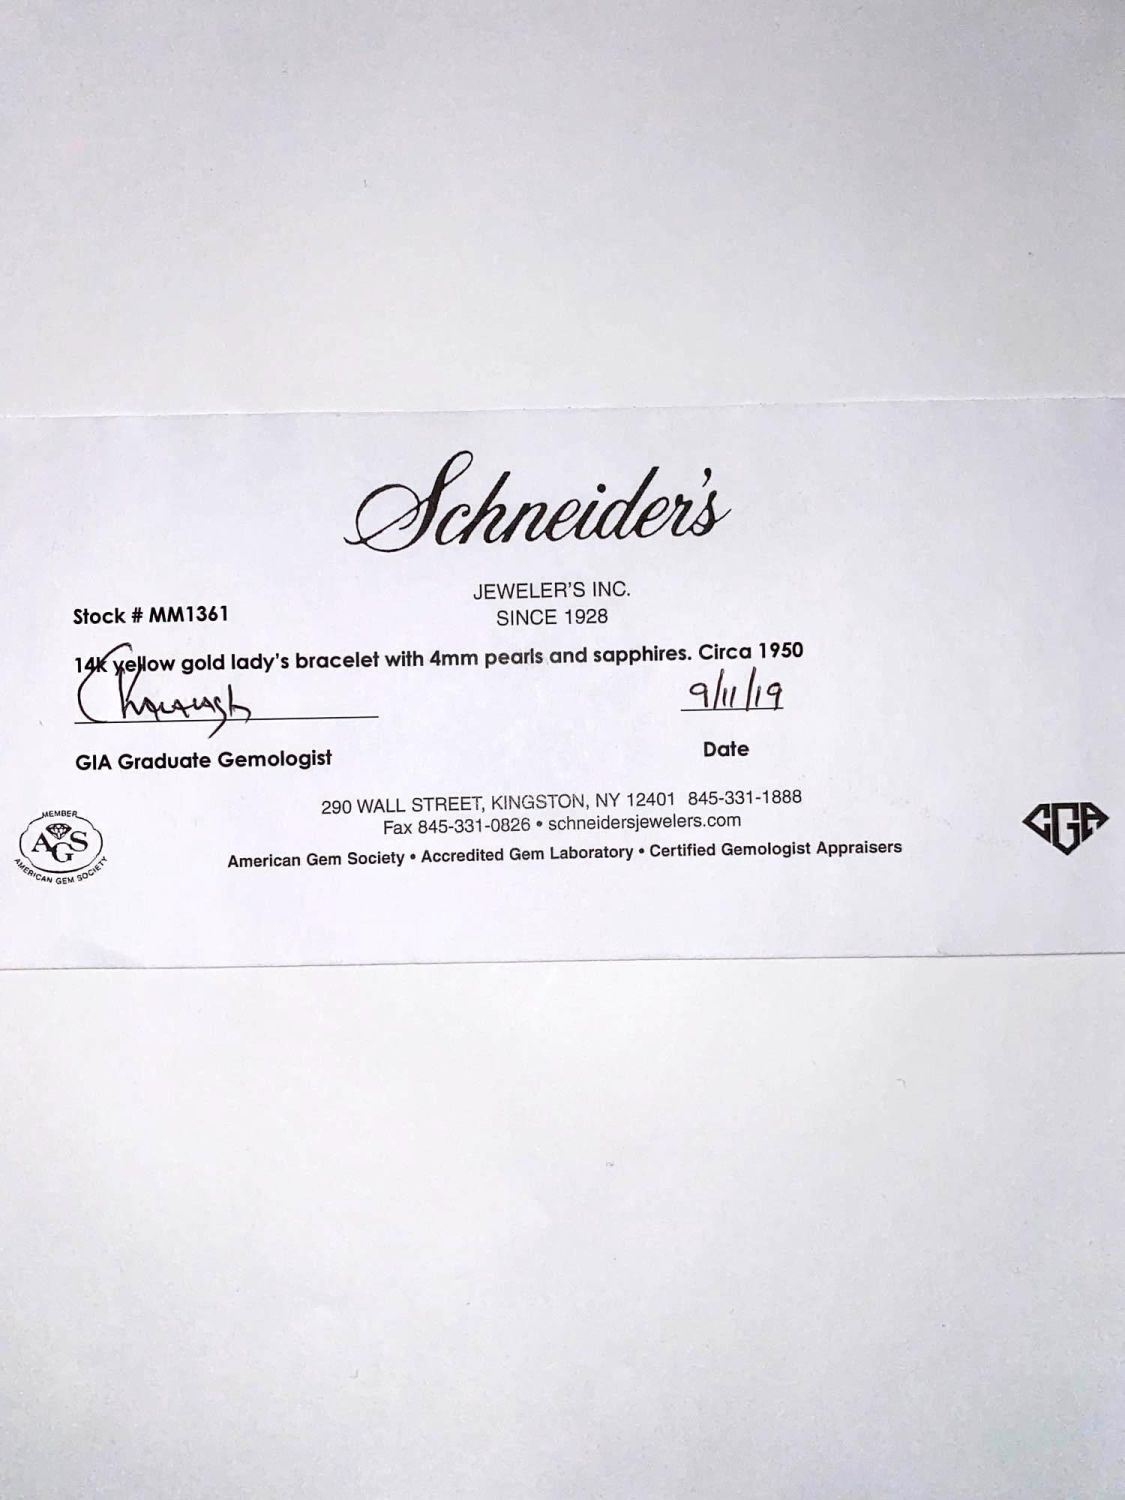 Schneider's
JEWELER'S INC.
SINCE 1928
Stock # MM1361
14K yellow gold lady's bracelet with 4mm pearls and sapphires. Circa 1950
9/11/19
GIA Graduate Gemologist
Date
290 WALL STREET, KINGSTON, NY 12401 845-331-1888
Fax 845-331-0826 • schneidersjewelers.com
American Gem Society • Accredited Gem Laboratory • Certified Gemologist Appraisers
MEMBER
AGS
AMERICAN GEM SOCIETY
CGA